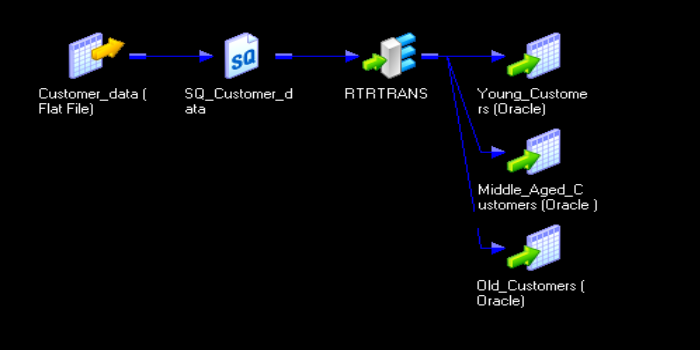 SQ
Customer_data (
Flat File)
SQ_Customer_d
ata
RTRTRANS
Young_Custome
rs (Oracle)
Middle_Aged_C
ustomers (Oracle )
Old_Customers (
Oracle)